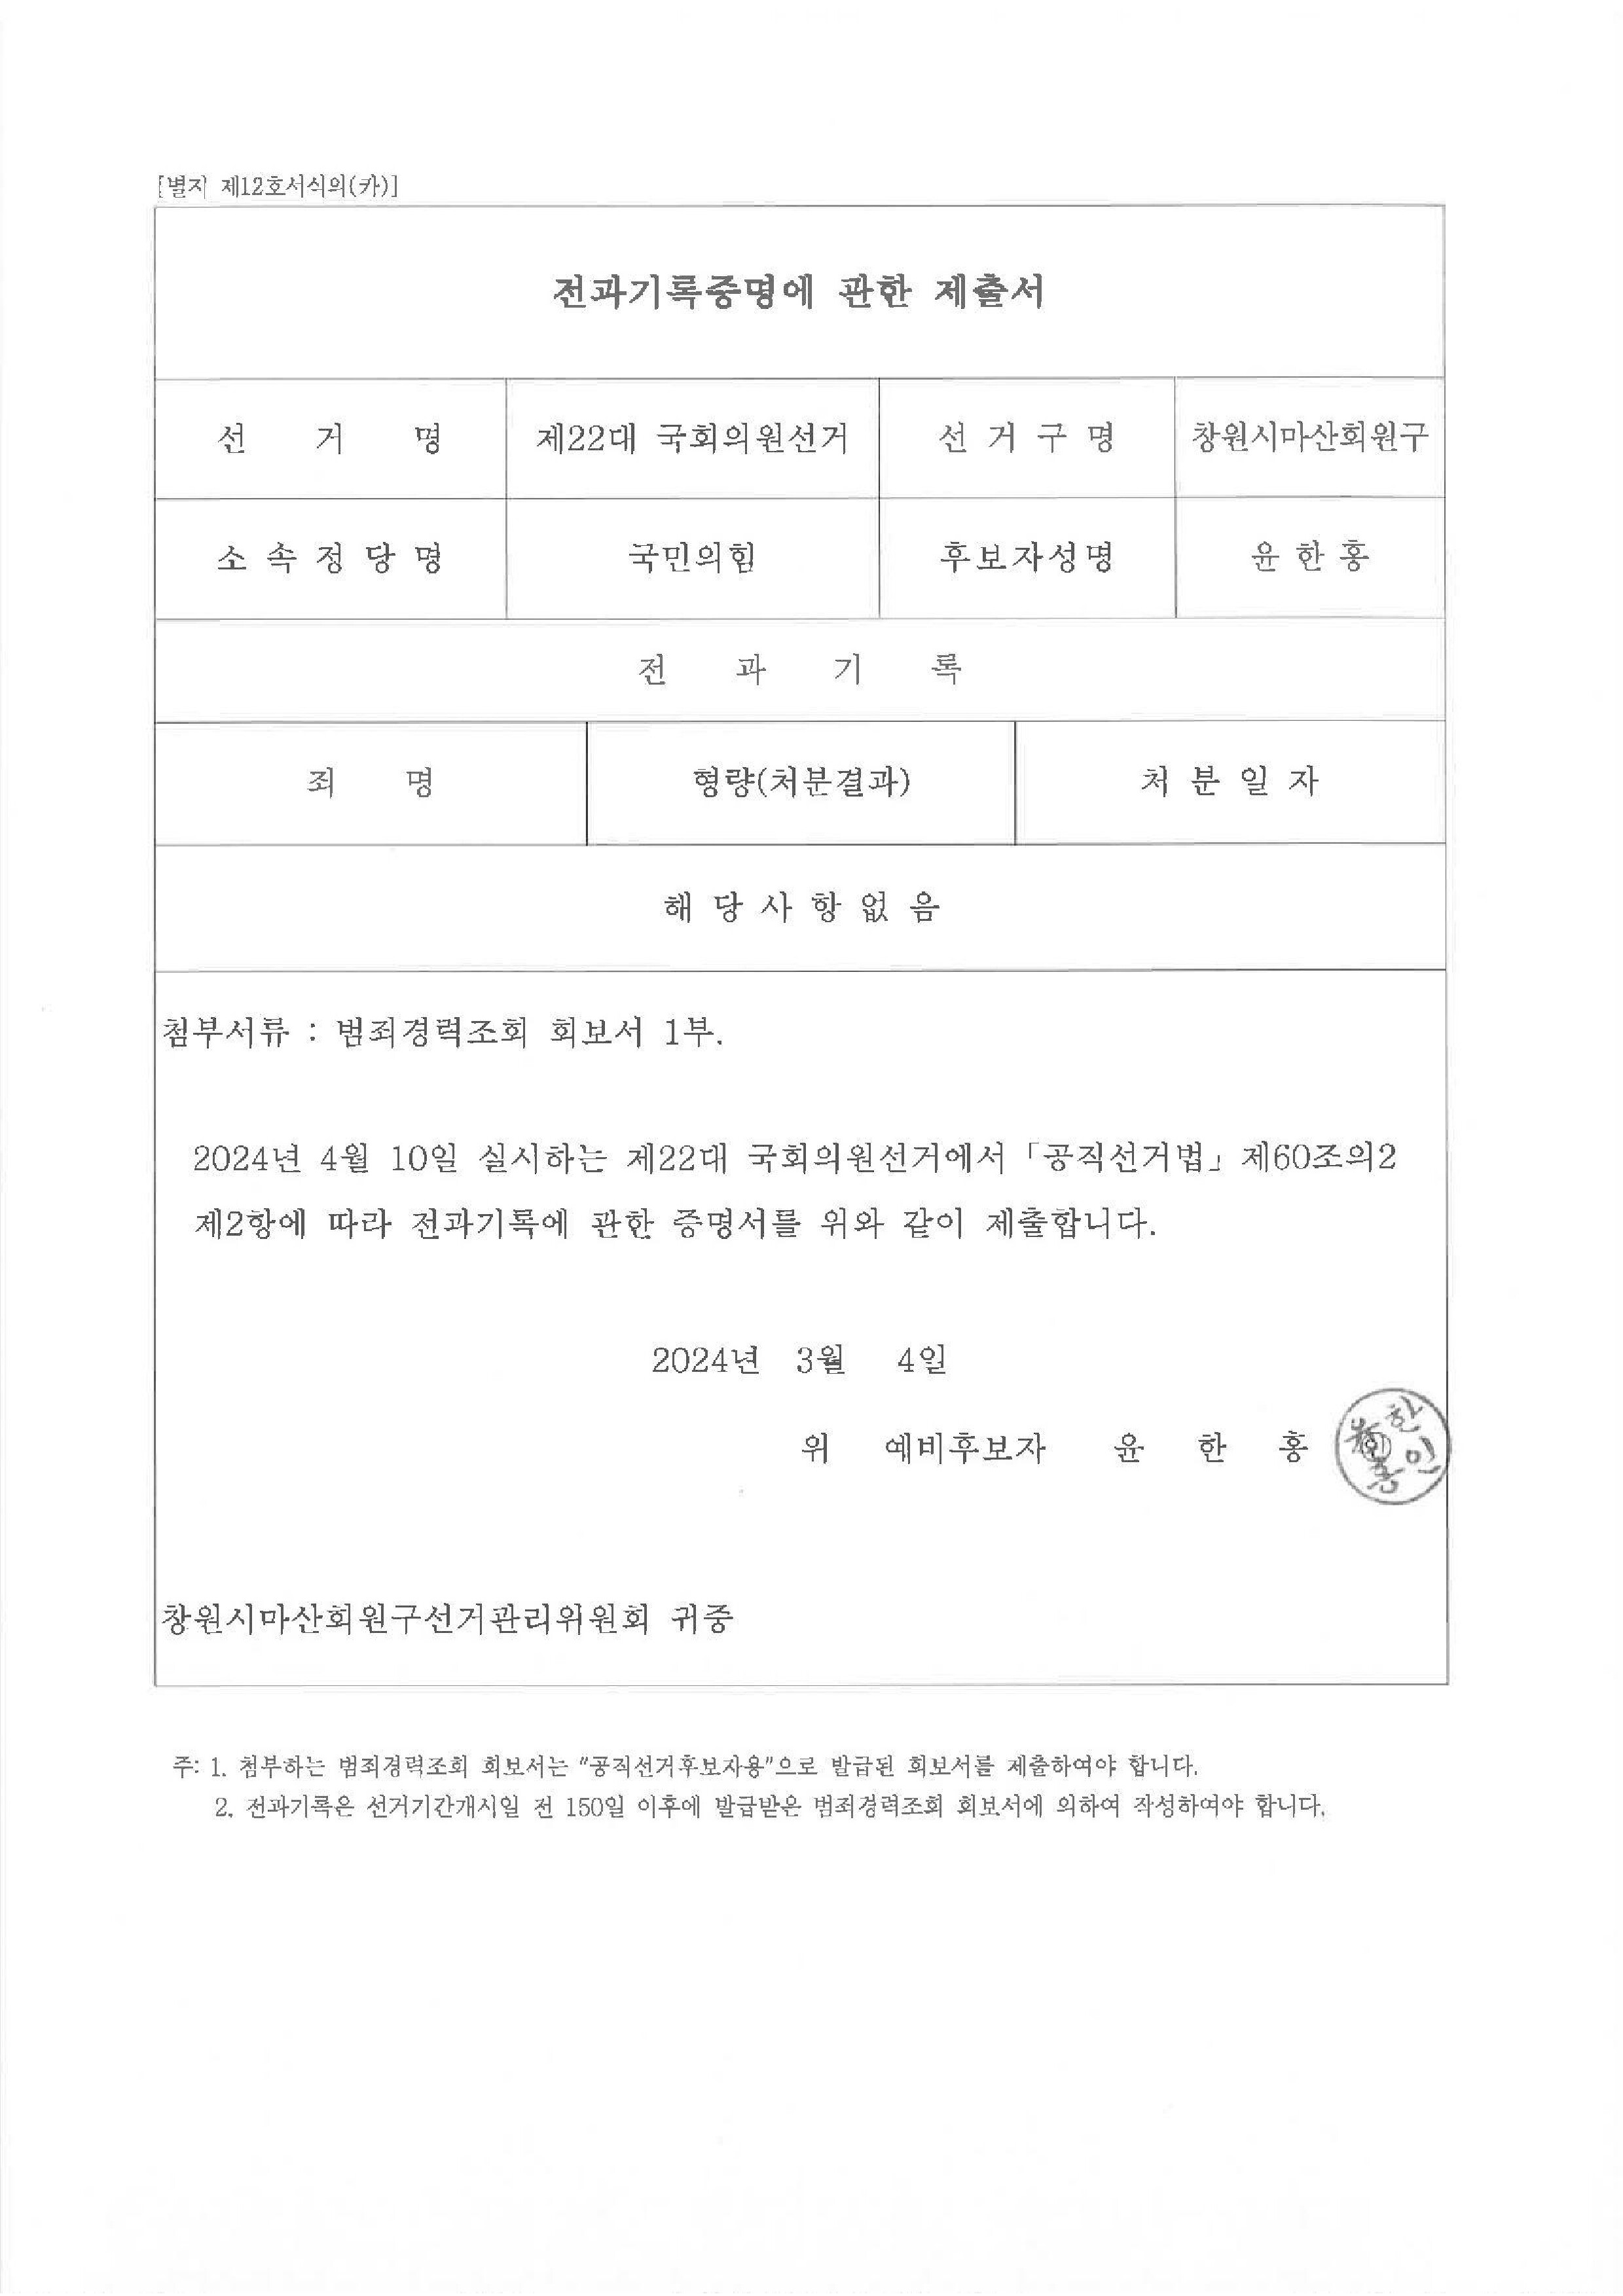 [별지 제12호서식의(카)]
전과기록증명에 관한 제출서
선 거 명 제22대 국회의원선거 선 거 구 명 창원시마산회원구
소 속 정 당 명 국민의힘 후보자성명 윤 한 홍
전 과 기 록
죄 명 형량(처분결과) 처 분 일 자
해 당 사 항 없 음
첨부서류 : 범죄경력조회 회보서 1부.
2024년 4월 10일 실시하는 제22대 국회의원선거에서 「공직선거법」 제60조의2
제2항에 따라 전과기록에 관한 증명서를 위와 같이 제출합니다.
2024년 3월 4일
위 예비후보자 윤 한 홍 ㊞
창원시마산회원구선거관리위원회 귀중
주: 1. 첨부하는 범죄경력조회 회보서는 "공직선거후보자용"으로 발급된 회보서를 제출하여야 합니다.
2. 전과기록은 선거기간개시일 전 150일 이후에 발급받은 범죄경력조회 회보서에 의하여 작성하여야 합니다.